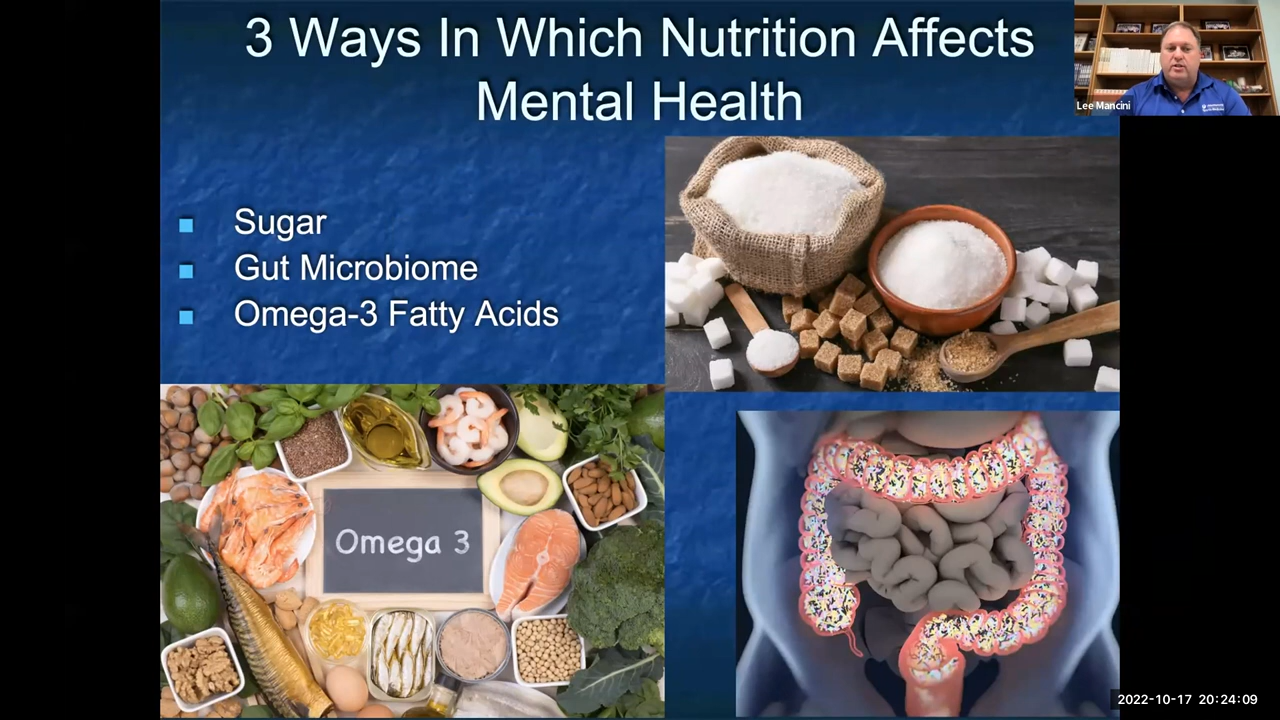 3 Ways In Which Nutrition Affects
Mental Health
Lee Mancini
Sugar
Gut Microbiome
Omega-3 Fatty Acids
Omega 3
2022-10-17 20:24:09